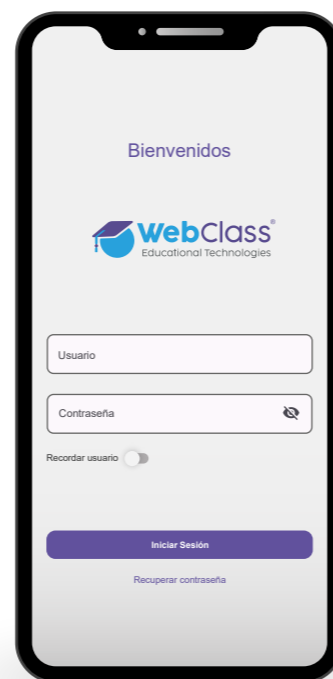 Bienvenidos
WebClass®
Educational Technologies
Usuario
Contraseña
Recordar usuario
Iniciar Sesión
Recuperar contraseña